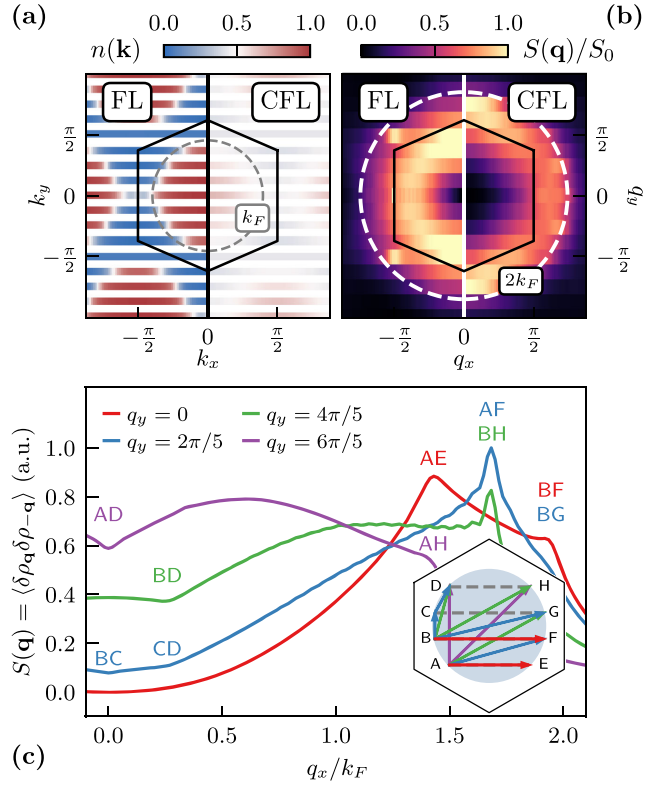 (a)
0.0 0.5 1.0
n(k)
0.0 0.5 1.0
S(q)/S₀
(b)
FL CFL
FL CFL
π/2
0
−π/2
k_y
k_F
−π/2 0 π/2
k_x
2k_F
π/2
0
−π/2
q_y
−π/2 0 π/2
q_x
q_y = 0
q_y = 2π/5
q_y = 4π/5
q_y = 6π/5
AF
BH
AE
BF
BG
AD
BD
AH
BC
CD
D H
C G
B F
A E
1.0
0.8
0.6
0.4
0.2
0.0
S(q) = ⟨δρ_q δρ_−q⟩ (a.u.)
0.0 0.5 1.0 1.5 2.0
q_x/k_F
(c)